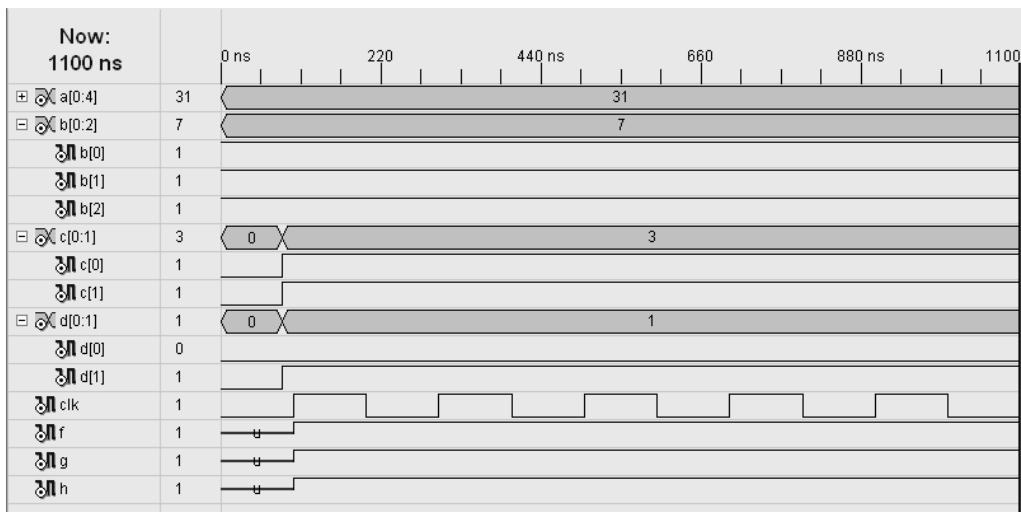 Now:
1100 ns
0 ns 220 440 ns 660 880 ns 1100
a[0:4] 31 31
b[0:2] 7 7
b[0] 1
b[1] 1
b[2] 1
c[0:1] 3 0 3
c[0] 1
c[1] 1
d[0:1] 1 0 1
d[0] 0
d[1] 1
clk 1
f 1 U
g 1 U
h 1 U